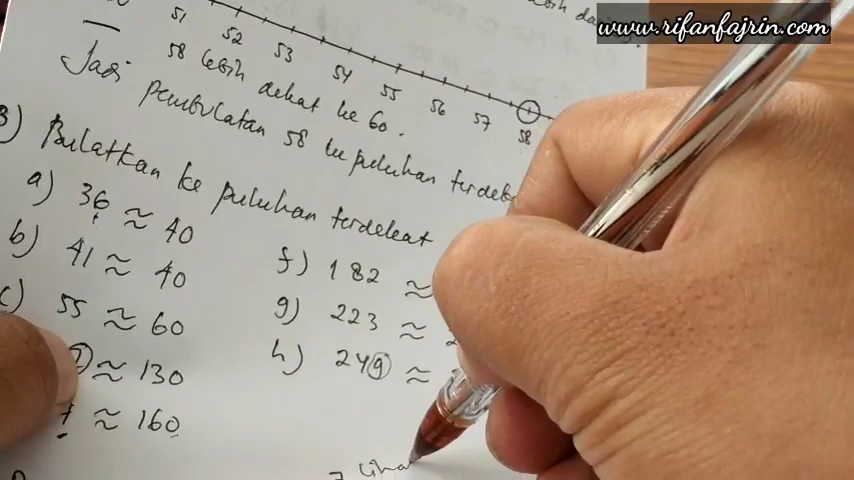 www.rifanfajrin.com
51 52 53 54 55 56 57 58
58 lebih dekat ke 60.
Jadi pembulatan 58 ke puluhan
3) Bulatkan ke puluhan terdekat
a) 36 ≈ 40
b) 41 ≈ 40
c) 55 ≈ 60
≈ 130
7 ≈ 160
f) 182 ≈
g) 223 ≈
h) 249 ≈